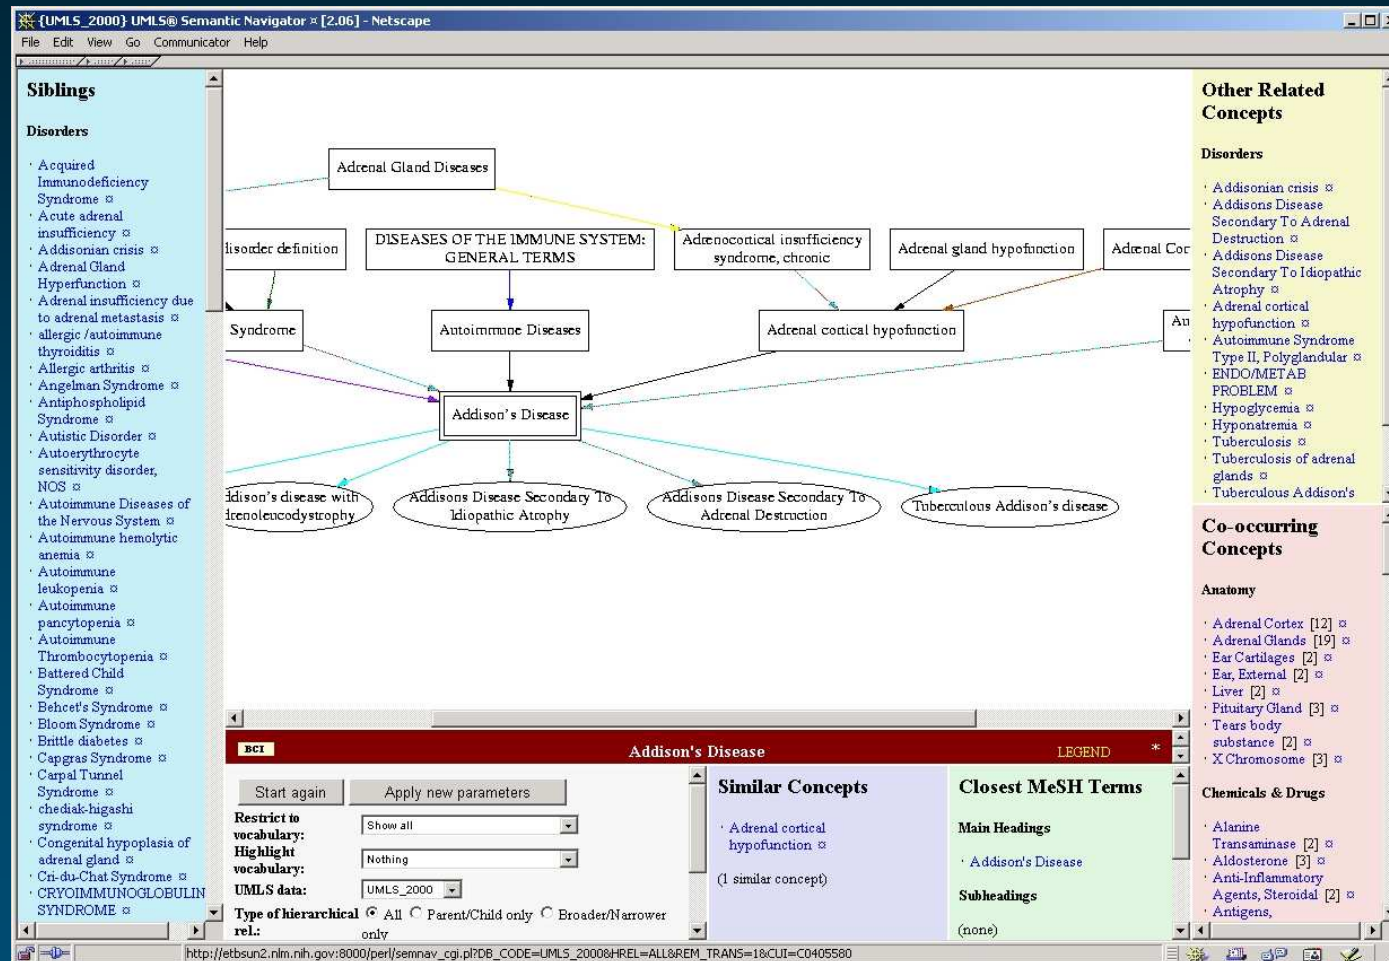 {UMLS_2000} UMLS® Semantic Navigator ¤ [2.06] - Netscape
File Edit View Go Communicator Help
Siblings
Disorders
· Acquired
Immunodeficiency
Syndrome ¤
· Acute adrenal
insufficiency ¤
· Addisonian crisis ¤
· Adrenal Gland
Hyperfunction ¤
· Adrenal insufficiency due
to adrenal metastasis ¤
· allergic /autoimmune
thyroiditis ¤
· Allergic arthritis ¤
· Angelman Syndrome ¤
· Antiphospholipid
Syndrome ¤
· Autistic Disorder ¤
· Autoerythrocyte
sensitivity disorder,
NOS ¤
· Autoimmune Diseases of
the Nervous System ¤
· Autoimmune hemolytic
anemia ¤
· Autoimmune
leukopenia ¤
· Autoimmune
pancytopenia ¤
· Autoimmune
Thrombocytopenia ¤
· Battered Child
Syndrome ¤
· Behcet's Syndrome ¤
· Bloom Syndrome ¤
· Brittle diabetes ¤
· Capgras Syndrome ¤
· Carpal Tunnel
Syndrome ¤
· chediak-higashi
syndrome ¤
· Congenital hypoplasia of
adrenal gland ¤
· Cri-du-Chat Syndrome ¤
· CRYOIMMUNOGLOBULIN
SYNDROME ¤
Adrenal Gland Diseases
disorder definition
DISEASES OF THE IMMUNE SYSTEM:
GENERAL TERMS
Adrenocortical insufficiency
syndrome, chronic
Adrenal gland hypofunction
Adrenal Cor
Syndrome
Autoimmune Diseases
Adrenal cortical hypofunction
Au
Addison's Disease
ddison's disease with
drenoleucodystrophy
Addisons Disease Secondary To
Idiopathic Atrophy
Addisons Disease Secondary To
Adrenal Destruction
Tuberculous Addison's disease
Other Related
Concepts
Disorders
· Addisonian crisis ¤
· Addisons Disease
Secondary To Adrenal
Destruction ¤
· Addisons Disease
Secondary To Idiopathic
Atrophy ¤
· Adrenal cortical
hypofunction ¤
· Autoimmune Syndrome
Type II, Polyglandular ¤
· ENDO/METAB
PROBLEM ¤
· Hypoglycemia ¤
· Hyponatremia ¤
· Tuberculosis ¤
· Tuberculosis of adrenal
glands ¤
· Tuberculous Addison's
Co-occurring
Concepts
Anatomy
· Adrenal Cortex [12] ¤
· Adrenal Glands [19] ¤
· Ear Cartilages [2] ¤
· Ear, External [2] ¤
· Liver [2] ¤
· Pituitary Gland [3] ¤
· Tears body
substance [2] ¤
· X Chromosome [3] ¤
Chemicals & Drugs
· Alanine
Transaminase [2] ¤
· Aldosterone [3] ¤
· Anti-Inflammatory
Agents, Steroidal [2] ¤
· Antigens,
BCI Addison's Disease LEGEND *
Start again Apply new parameters
Restrict to
vocabulary: Show all
Highlight
vocabulary: Nothing
UMLS data: UMLS_2000
Type of hierarchical All Parent/Child only Broader/Narrower
rel.: only
Similar Concepts
· Adrenal cortical
hypofunction ¤
(1 similar concept)
Closest MeSH Terms
Main Headings
· Addison's Disease
Subheadings
(none)
http://etbsun2.nlm.nih.gov:8000/perl/semnav_cgi.pl?DB_CODE=UMLS_2000&HREL=ALL&REM_TRANS=1&CUI=C0405580